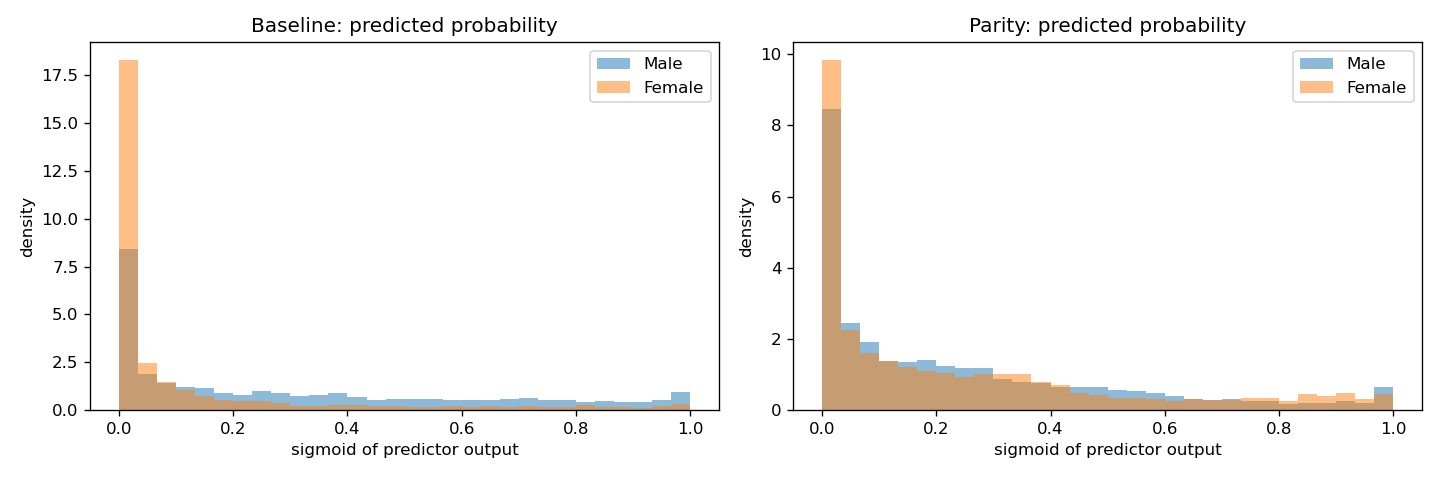 Baseline: predicted probability
density
17.5
15.0
12.5
10.0
7.5
5.0
2.5
0.0
Male
Female
0.0 0.2 0.4 0.6 0.8 1.0
sigmoid of predictor output
Parity: predicted probability
density
10
8
6
4
2
0
Male
Female
0.0 0.2 0.4 0.6 0.8 1.0
sigmoid of predictor output